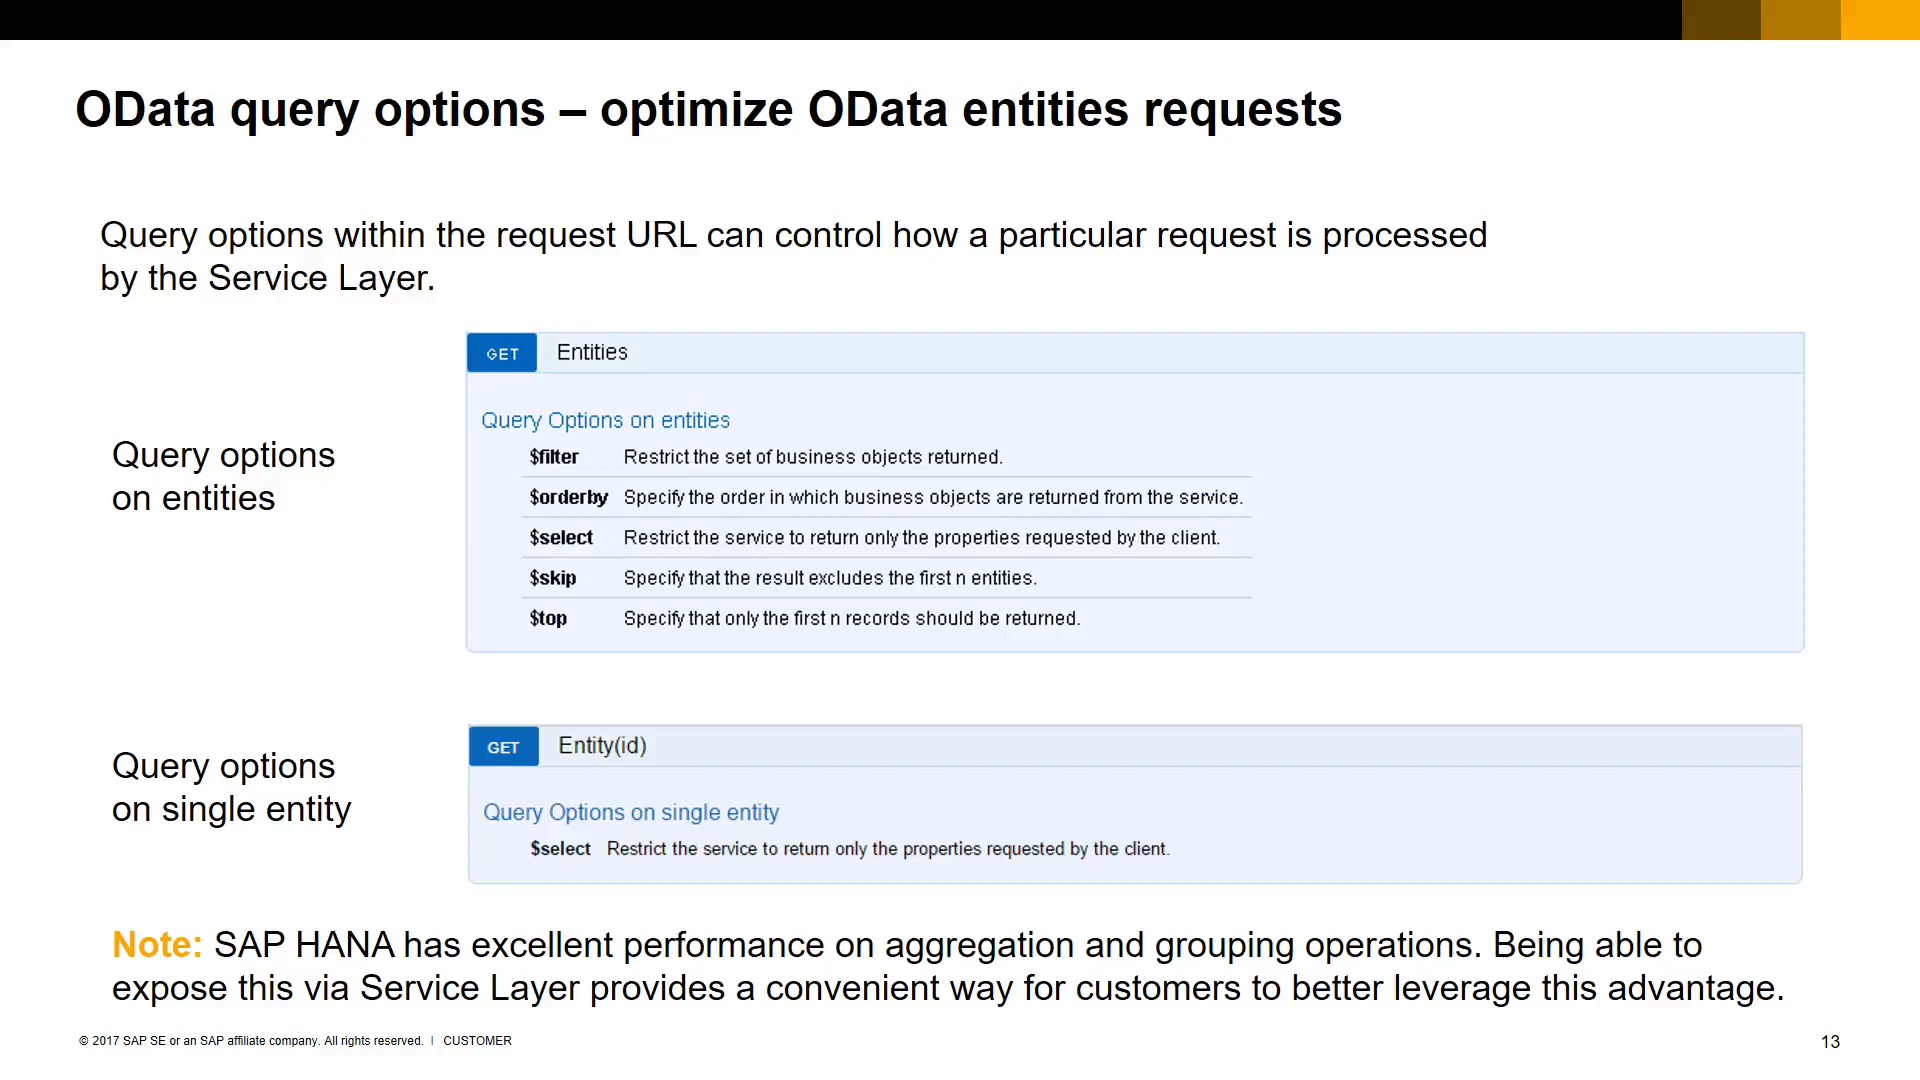 OData query options – optimize OData entities requests
Query options within the request URL can control how a particular request is processed
by the Service Layer.
Query options
on entities
GET Entities
Query Options on entities
$filter Restrict the set of business objects returned.
$orderby Specify the order in which business objects are returned from the service.
$select Restrict the service to return only the properties requested by the client.
$skip Specify that the result excludes the first n entities.
$top Specify that only the first n records should be returned.
Query options
on single entity
GET Entity(id)
Query Options on single entity
$select Restrict the service to return only the properties requested by the client.
Note: SAP HANA has excellent performance on aggregation and grouping operations. Being able to
expose this via Service Layer provides a convenient way for customers to better leverage this advantage.
© 2017 SAP SE or an SAP affiliate company. All rights reserved. | CUSTOMER
13